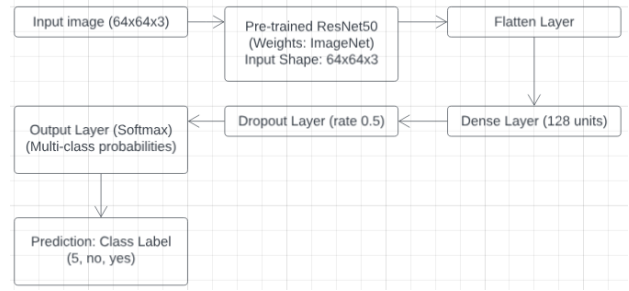 Input image (64x64x3)
Pre-trained ResNet50
(Weights: ImageNet)
Input Shape: 64x64x3
Flatten Layer
Dense Layer (128 units)
Dropout Layer (rate 0.5)
Output Layer (Softmax)
(Multi-class probabilities)
Prediction: Class Label
(5, no, yes)